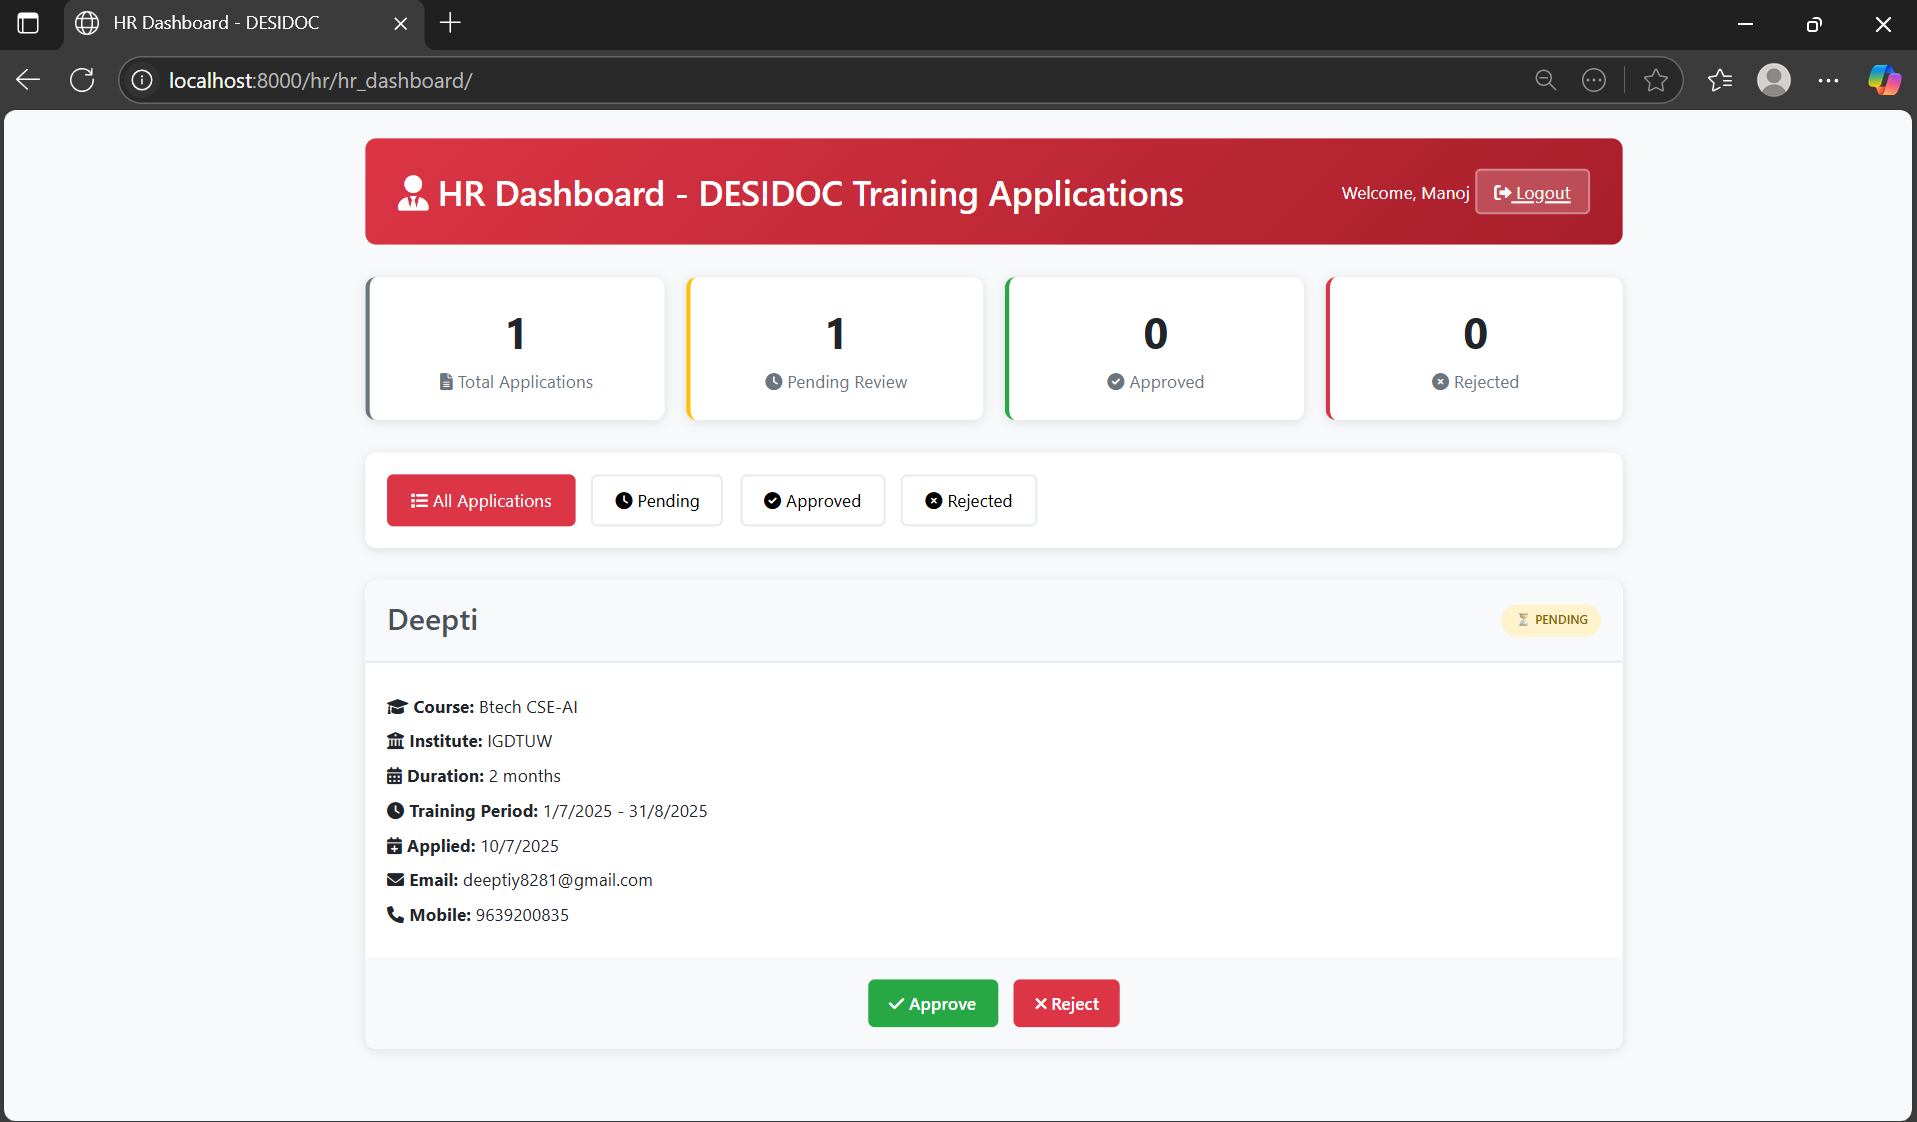 HR Dashboard - DESIDOC
localhost:8000/hr/hr_dashboard/
HR Dashboard - DESIDOC Training Applications
Welcome, Manoj Logout
1
Total Applications
1
Pending Review
0
Approved
0
Rejected
All Applications Pending Approved Rejected
Deepti
PENDING
Course: Btech CSE-AI
Institute: IGDTUW
Duration: 2 months
Training Period: 1/7/2025 - 31/8/2025
Applied: 10/7/2025
Email: deeptiy8281@gmail.com
Mobile: 9639200835
Approve Reject